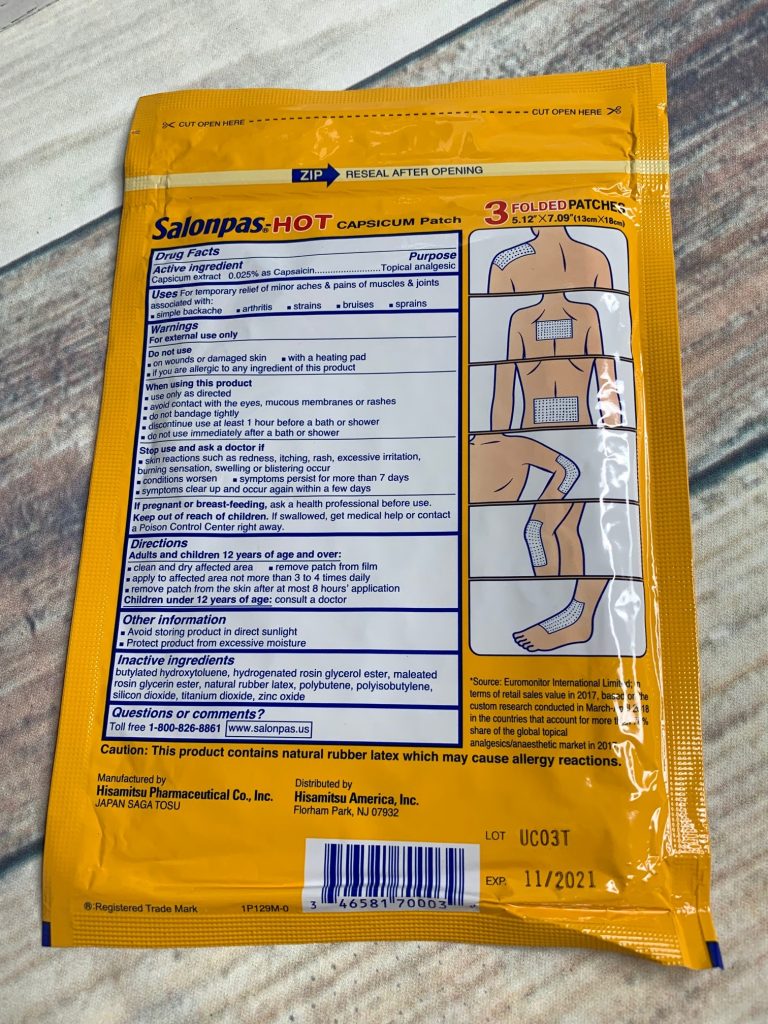 CUT OPEN HERE CUT OPEN HERE
ZIP RESEAL AFTER OPENING
Salonpas®-HOT CAPSICUM Patch
3 FOLDED PATCHES
5.12"X7.09"(13cmX18cm)
Drug Facts
Active ingredient Purpose
Capsicum extract 0.025% as Capsaicin..........................Topical analgesic
Uses For temporary relief of minor aches & pains of muscles & joints
associated with:
▪ simple backache ▪ arthritis ▪ strains ▪ bruises ▪ sprains
Warnings
For external use only
Do not use
▪ on wounds or damaged skin ▪ with a heating pad
▪ if you are allergic to any ingredient of this product
When using this product
▪ use only as directed
▪ avoid contact with the eyes, mucous membranes or rashes
▪ do not bandage tightly
▪ discontinue use at least 1 hour before a bath or shower
▪ do not use immediately after a bath or shower
Stop use and ask a doctor if
▪ skin reactions such as redness, itching, rash, excessive irritation,
burning sensation, swelling or blistering occur
▪ conditions worsen ▪ symptoms persist for more than 7 days
▪ symptoms clear up and occur again within a few days
If pregnant or breast-feeding, ask a health professional before use.
Keep out of reach of children. If swallowed, get medical help or contact
a Poison Control Center right away.
Directions
Adults and children 12 years of age and over:
▪ clean and dry affected area ▪ remove patch from film
▪ apply to affected area not more than 3 to 4 times daily
▪ remove patch from the skin after at most 8 hours' application
Children under 12 years of age: consult a doctor
Other information
▪ Avoid storing product in direct sunlight
▪ Protect product from excessive moisture
Inactive ingredients
butylated hydroxytoluene, hydrogenated rosin glycerol ester, maleated
rosin glycerin ester, natural rubber latex, polybutene, polyisobutylene,
silicon dioxide, titanium dioxide, zinc oxide
Questions or comments?
Toll free 1-800-826-8861 www.salonpas.us
*Source: Euromonitor International Limited; in
terms of retail sales value in 2017, based on the
custom research conducted in March-April 2018
in the countries that account for more
share of the global topical
analgesics/anaesthetic market in
Caution: This product contains natural rubber latex which may cause allergy reactions.
Manufactured by
Hisamitsu Pharmaceutical Co., Inc.
JAPAN SAGA TOSU
Distributed by
Hisamitsu America, Inc.
Florham Park, NJ 07932
LOT UC03T
EXP. 11/2021
3 46581 70003
®:Registered Trade Mark 1P129M-0